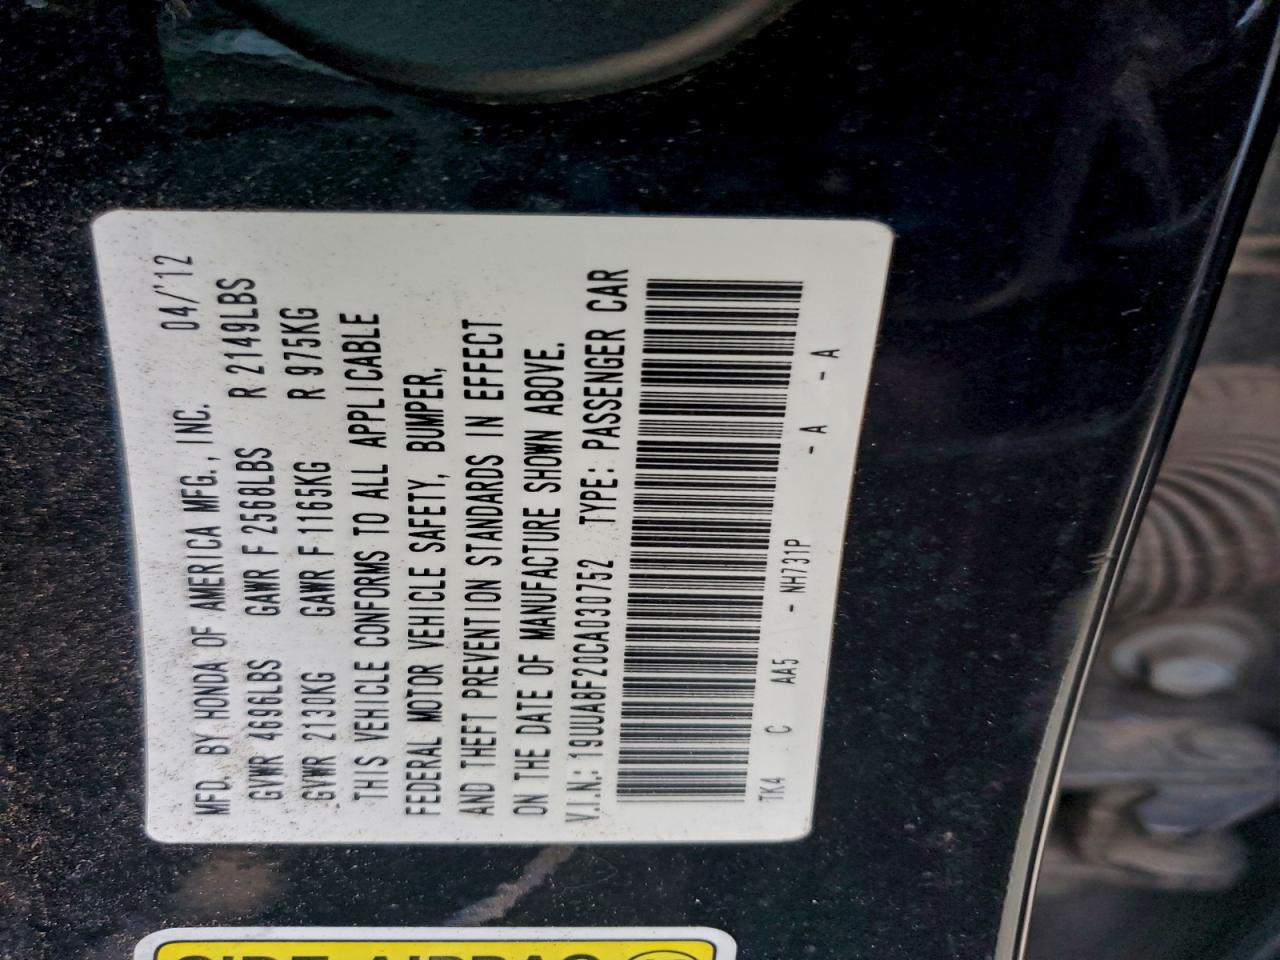 MFD. BY HONDA OF AMERICA MFG., INC. 04/'12
GVWR 4696LBS GAWR F 2568LBS R 2149LBS
GVWR 2130KG GAWR F 1165KG R 975KG
THIS VEHICLE CONFORMS TO ALL APPLICABLE
FEDERAL MOTOR VEHICLE SAFETY, BUMPER,
AND THEFT PREVENTION STANDARDS IN EFFECT
ON THE DATE OF MANUFACTURE SHOWN ABOVE.
V.I.N.: 19UUA8F20CA030752 TYPE: PASSENGER CAR
TK4 C AA5 - NH731P - A - A
SIDE AIRBAG